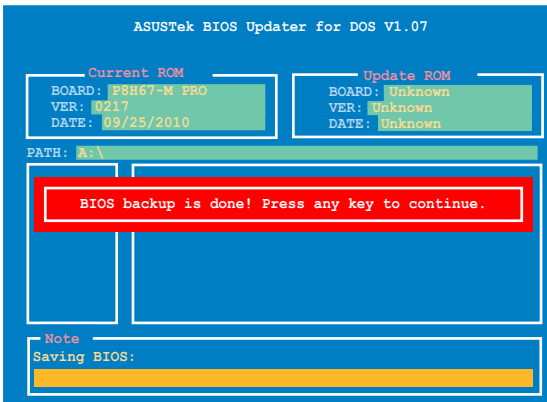 ASUSTek BIOS Updater for DOS V1.07
Current ROM
BOARD: P8H67-M PRO
VER: 0217
DATE: 09/25/2010
Update ROM
BOARD: Unknown
VER: Unknown
DATE: Unknown
PATH: A:\
BIOS backup is done! Press any key to continue.
Note
Saving BIOS: